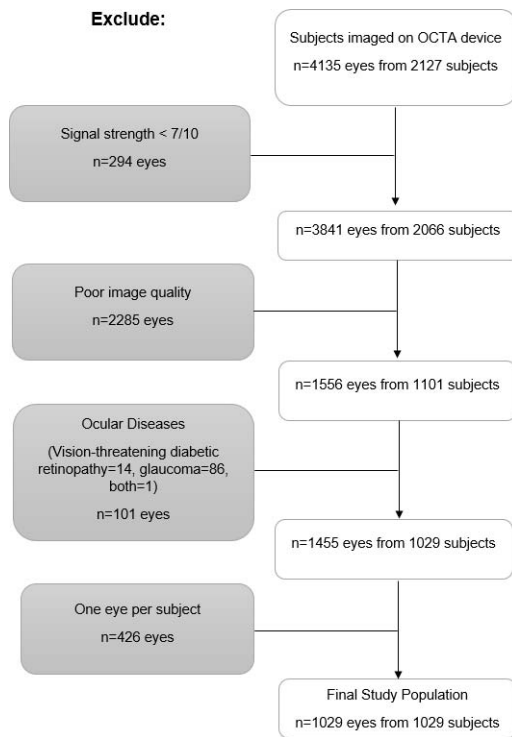 Exclude:
Subjects imaged on OCTA device
n=4135 eyes from 2127 subjects
Signal strength < 7/10
n=294 eyes
n=3841 eyes from 2066 subjects
Poor image quality
n=2285 eyes
n=1556 eyes from 1101 subjects
Ocular Diseases
(Vision-threatening diabetic
retinopathy=14, glaucoma=86,
both=1)
n=101 eyes
n=1455 eyes from 1029 subjects
One eye per subject
n=426 eyes
Final Study Population
n=1029 eyes from 1029 subjects